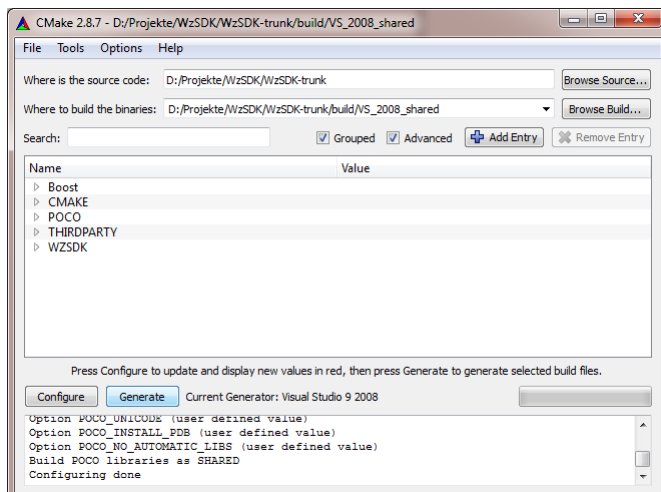 CMake 2.8.7 - D:/Projekte/WzSDK/WzSDK-trunk/build/VS_2008_shared
File Tools Options Help
Where is the source code: D:/Projekte/WzSDK/WzSDK-trunk Browse Source...
Where to build the binaries: D:/Projekte/WzSDK/WzSDK-trunk/build/VS_2008_shared Browse Build...
Search: Grouped Advanced Add Entry Remove Entry
Name Value
Boost
CMAKE
POCO
THIRDPARTY
WZSDK
Press Configure to update and display new values in red, then press Generate to generate selected build files.
Configure Generate Current Generator: Visual Studio 9 2008
Option POCO_UNICODE (user defined value)
Option POCO_INSTALL_PDB (user defined value)
Option POCO_NO_AUTOMATIC_LIBS (user defined value)
Build POCO libraries as SHARED
Configuring done